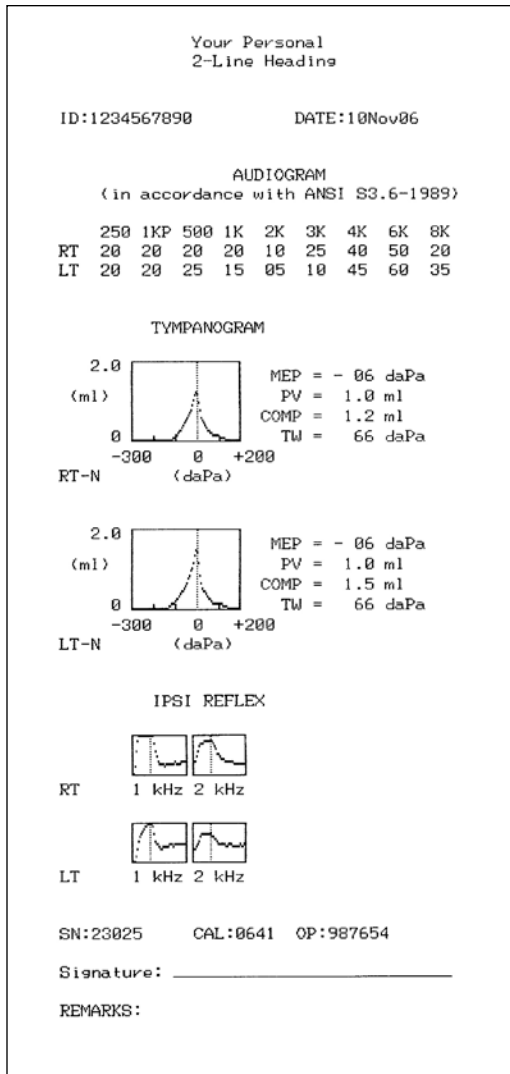 Your Personal
2-Line Heading
ID:1234567890 DATE:10Nov06
AUDIOGRAM
(in accordance with ANSI S3.6-1989)
250 1KP 500 1K 2K 3K 4K 6K 8K
RT 20 20 20 20 10 25 40 50 20
LT 20 20 25 15 05 10 45 60 35
TYMPANOGRAM
2.0
(ml)
0
-300 0 +200
RT-N (daPa)
MEP = - 06 daPa
PV = 1.0 ml
COMP = 1.2 ml
TW = 66 daPa
2.0
(ml)
0
-300 0 +200
LT-N (daPa)
MEP = - 06 daPa
PV = 1.0 ml
COMP = 1.5 ml
TW = 66 daPa
IPSI REFLEX
RT 1 kHz 2 kHz
LT 1 kHz 2 kHz
SN:23025 CAL:0641 OP:987654
Signature:
REMARKS: